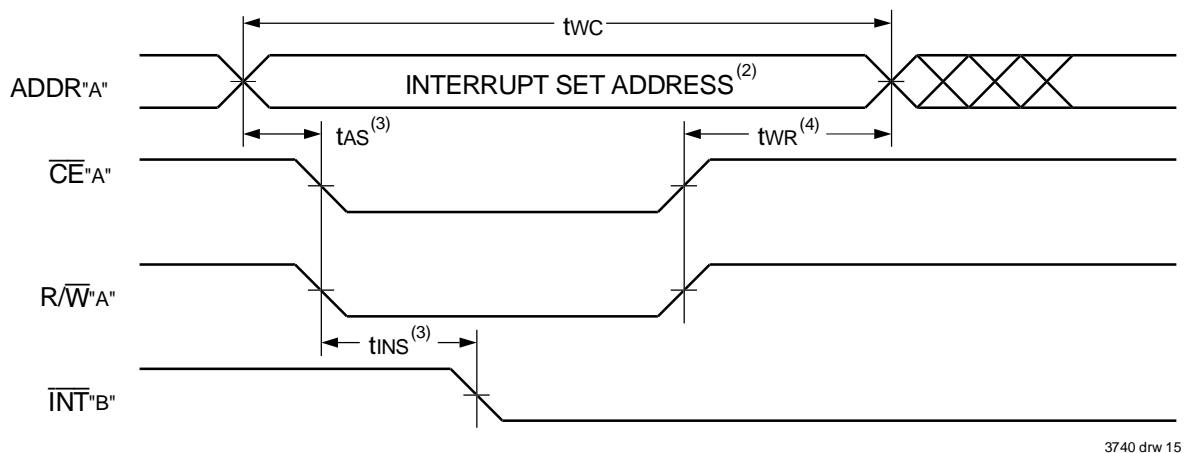 tWC
ADDR"A"
INTERRUPT SET ADDRESS(2)
tAS(3)
tWR(4)
CE"A"
R/W"A"
tINS(3)
INT"B"
3740 drw 15